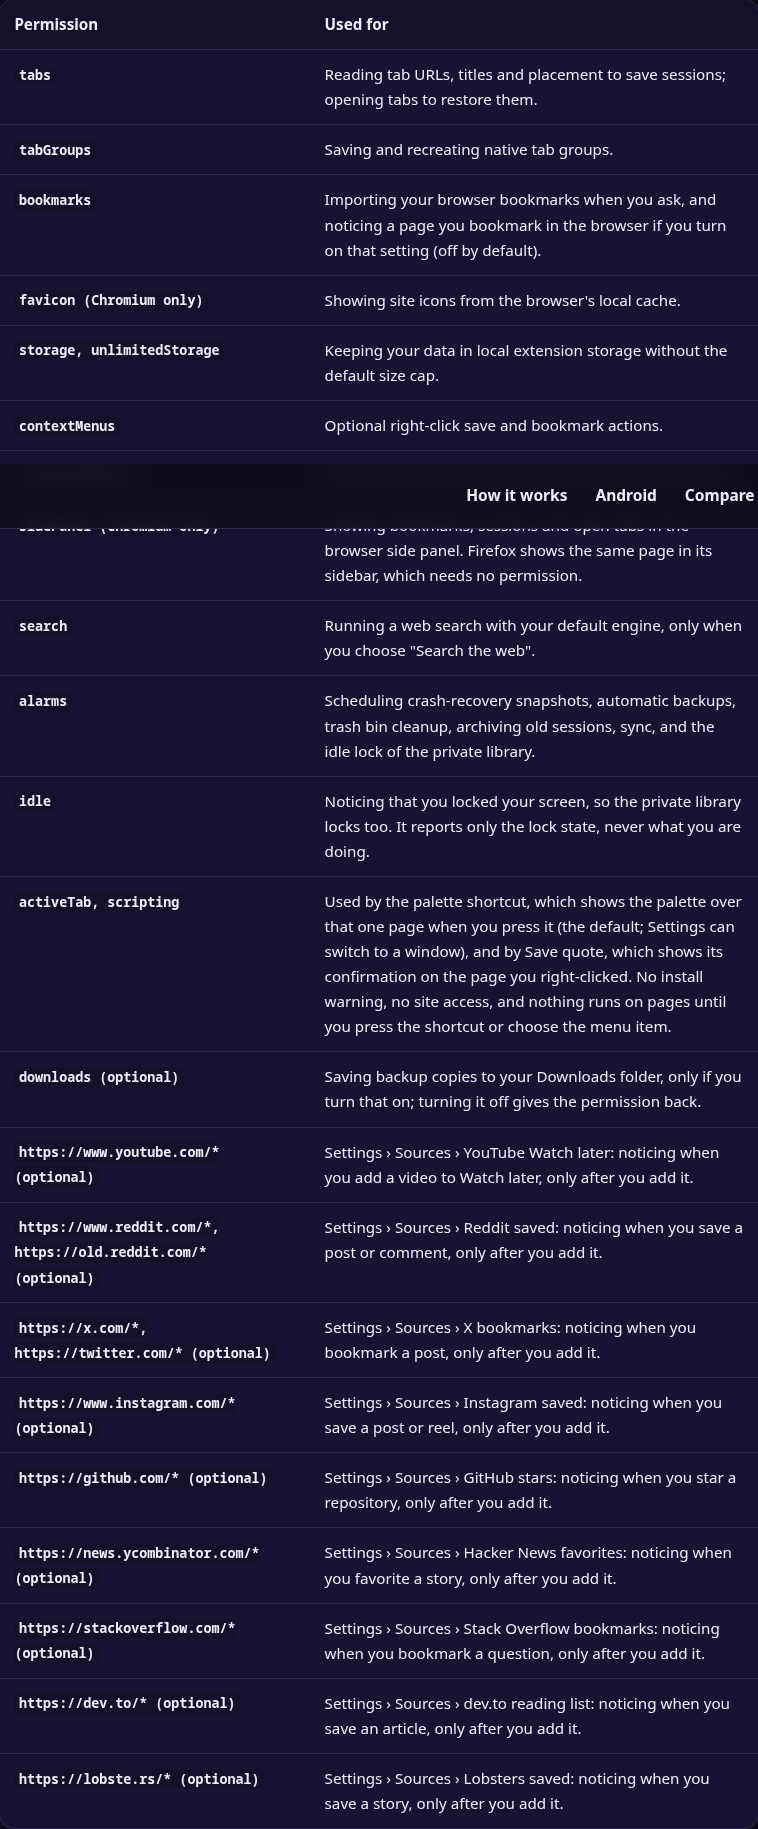 Permission Used for
tabs Reading tab URLs, titles and placement to save sessions;
opening tabs to restore them.
tabGroups Saving and recreating native tab groups.
bookmarks Importing your browser bookmarks when you ask, and
noticing a page you bookmark in the browser if you turn
on that setting (off by default).
favicon (Chromium only) Showing site icons from the browser's local cache.
storage, unlimitedStorage Keeping your data in local extension storage without the
default size cap.
contextMenus Optional right-click save and bookmark actions.
How it works Android Compare
sidePanel (Chromium only) Showing bookmarks, sessions and open tabs in the
browser side panel. Firefox shows the same page in its
sidebar, which needs no permission.
search Running a web search with your default engine, only when
you choose "Search the web".
alarms Scheduling crash-recovery snapshots, automatic backups,
trash bin cleanup, archiving old sessions, sync, and the
idle lock of the private library.
idle Noticing that you locked your screen, so the private library
locks too. It reports only the lock state, never what you are
doing.
activeTab, scripting Used by the palette shortcut, which shows the palette over
that one page when you press it (the default; Settings can
switch to a window), and by Save quote, which shows its
confirmation on the page you right-clicked. No install
warning, no site access, and nothing runs on pages until
you press the shortcut or choose the menu item.
downloads (optional) Saving backup copies to your Downloads folder, only if you
turn that on; turning it off gives the permission back.
https://www.youtube.com/* Settings › Sources › YouTube Watch later: noticing when
(optional) you add a video to Watch later, only after you add it.
https://www.reddit.com/*, Settings › Sources › Reddit saved: noticing when you save a
https://old.reddit.com/* post or comment, only after you add it.
(optional)
https://x.com/*, Settings › Sources › X bookmarks: noticing when you
https://twitter.com/* (optional) bookmark a post, only after you add it.
https://www.instagram.com/* Settings › Sources › Instagram saved: noticing when you
(optional) save a post or reel, only after you add it.
https://github.com/* (optional) Settings › Sources › GitHub stars: noticing when you star a
repository, only after you add it.
https://news.ycombinator.com/* Settings › Sources › Hacker News favorites: noticing when
(optional) you favorite a story, only after you add it.
https://stackoverflow.com/* Settings › Sources › Stack Overflow bookmarks: noticing
(optional) when you bookmark a question, only after you add it.
https://dev.to/* (optional) Settings › Sources › dev.to reading list: noticing when you
save an article, only after you add it.
https://lobste.rs/* (optional) Settings › Sources › Lobsters saved: noticing when you
save a story, only after you add it.